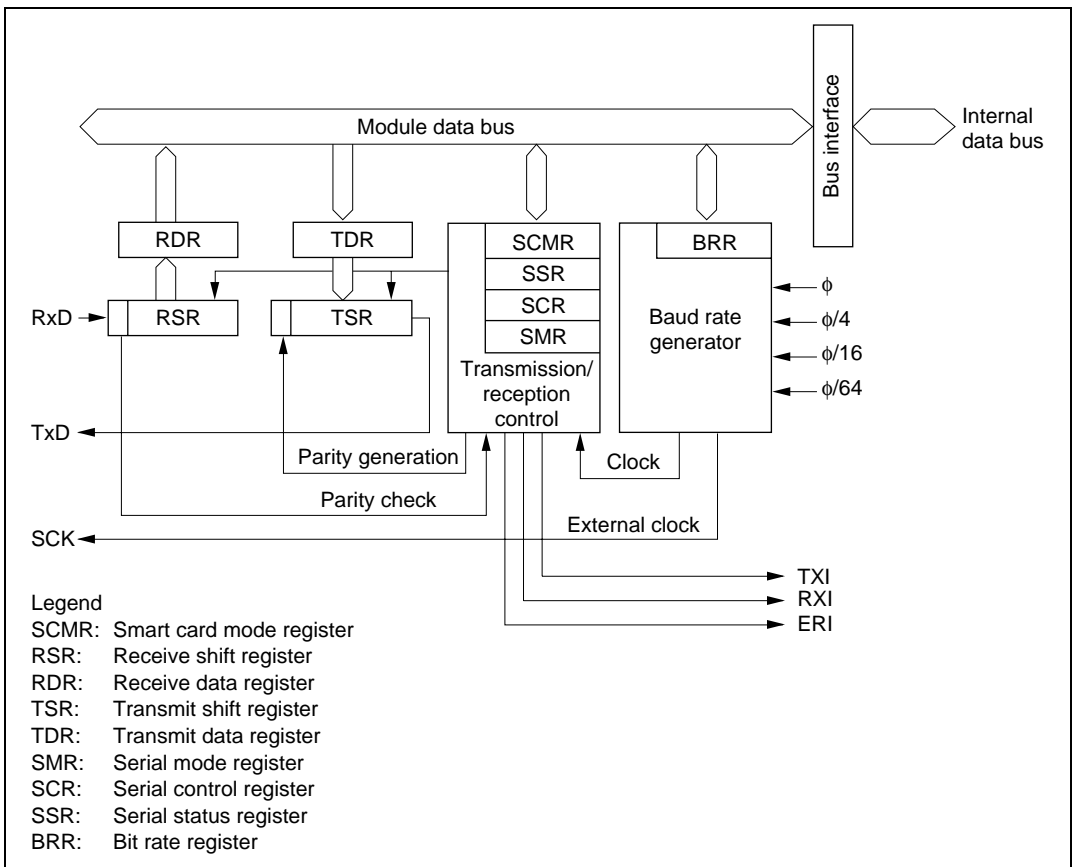 Module data bus
Bus interface
Internal
data bus
RDR
TDR
SCMR
SSR
SCR
SMR
BRR
RxD
RSR
TSR
Transmission/
reception
control
Baud rate
generator
ϕ
ϕ/4
ϕ/16
ϕ/64
TxD
Parity generation
Clock
Parity check
SCK
External clock
TXI
RXI
ERI
Legend
SCMR: Smart card mode register
RSR: Receive shift register
RDR: Receive data register
TSR: Transmit shift register
TDR: Transmit data register
SMR: Serial mode register
SCR: Serial control register
SSR: Serial status register
BRR: Bit rate register